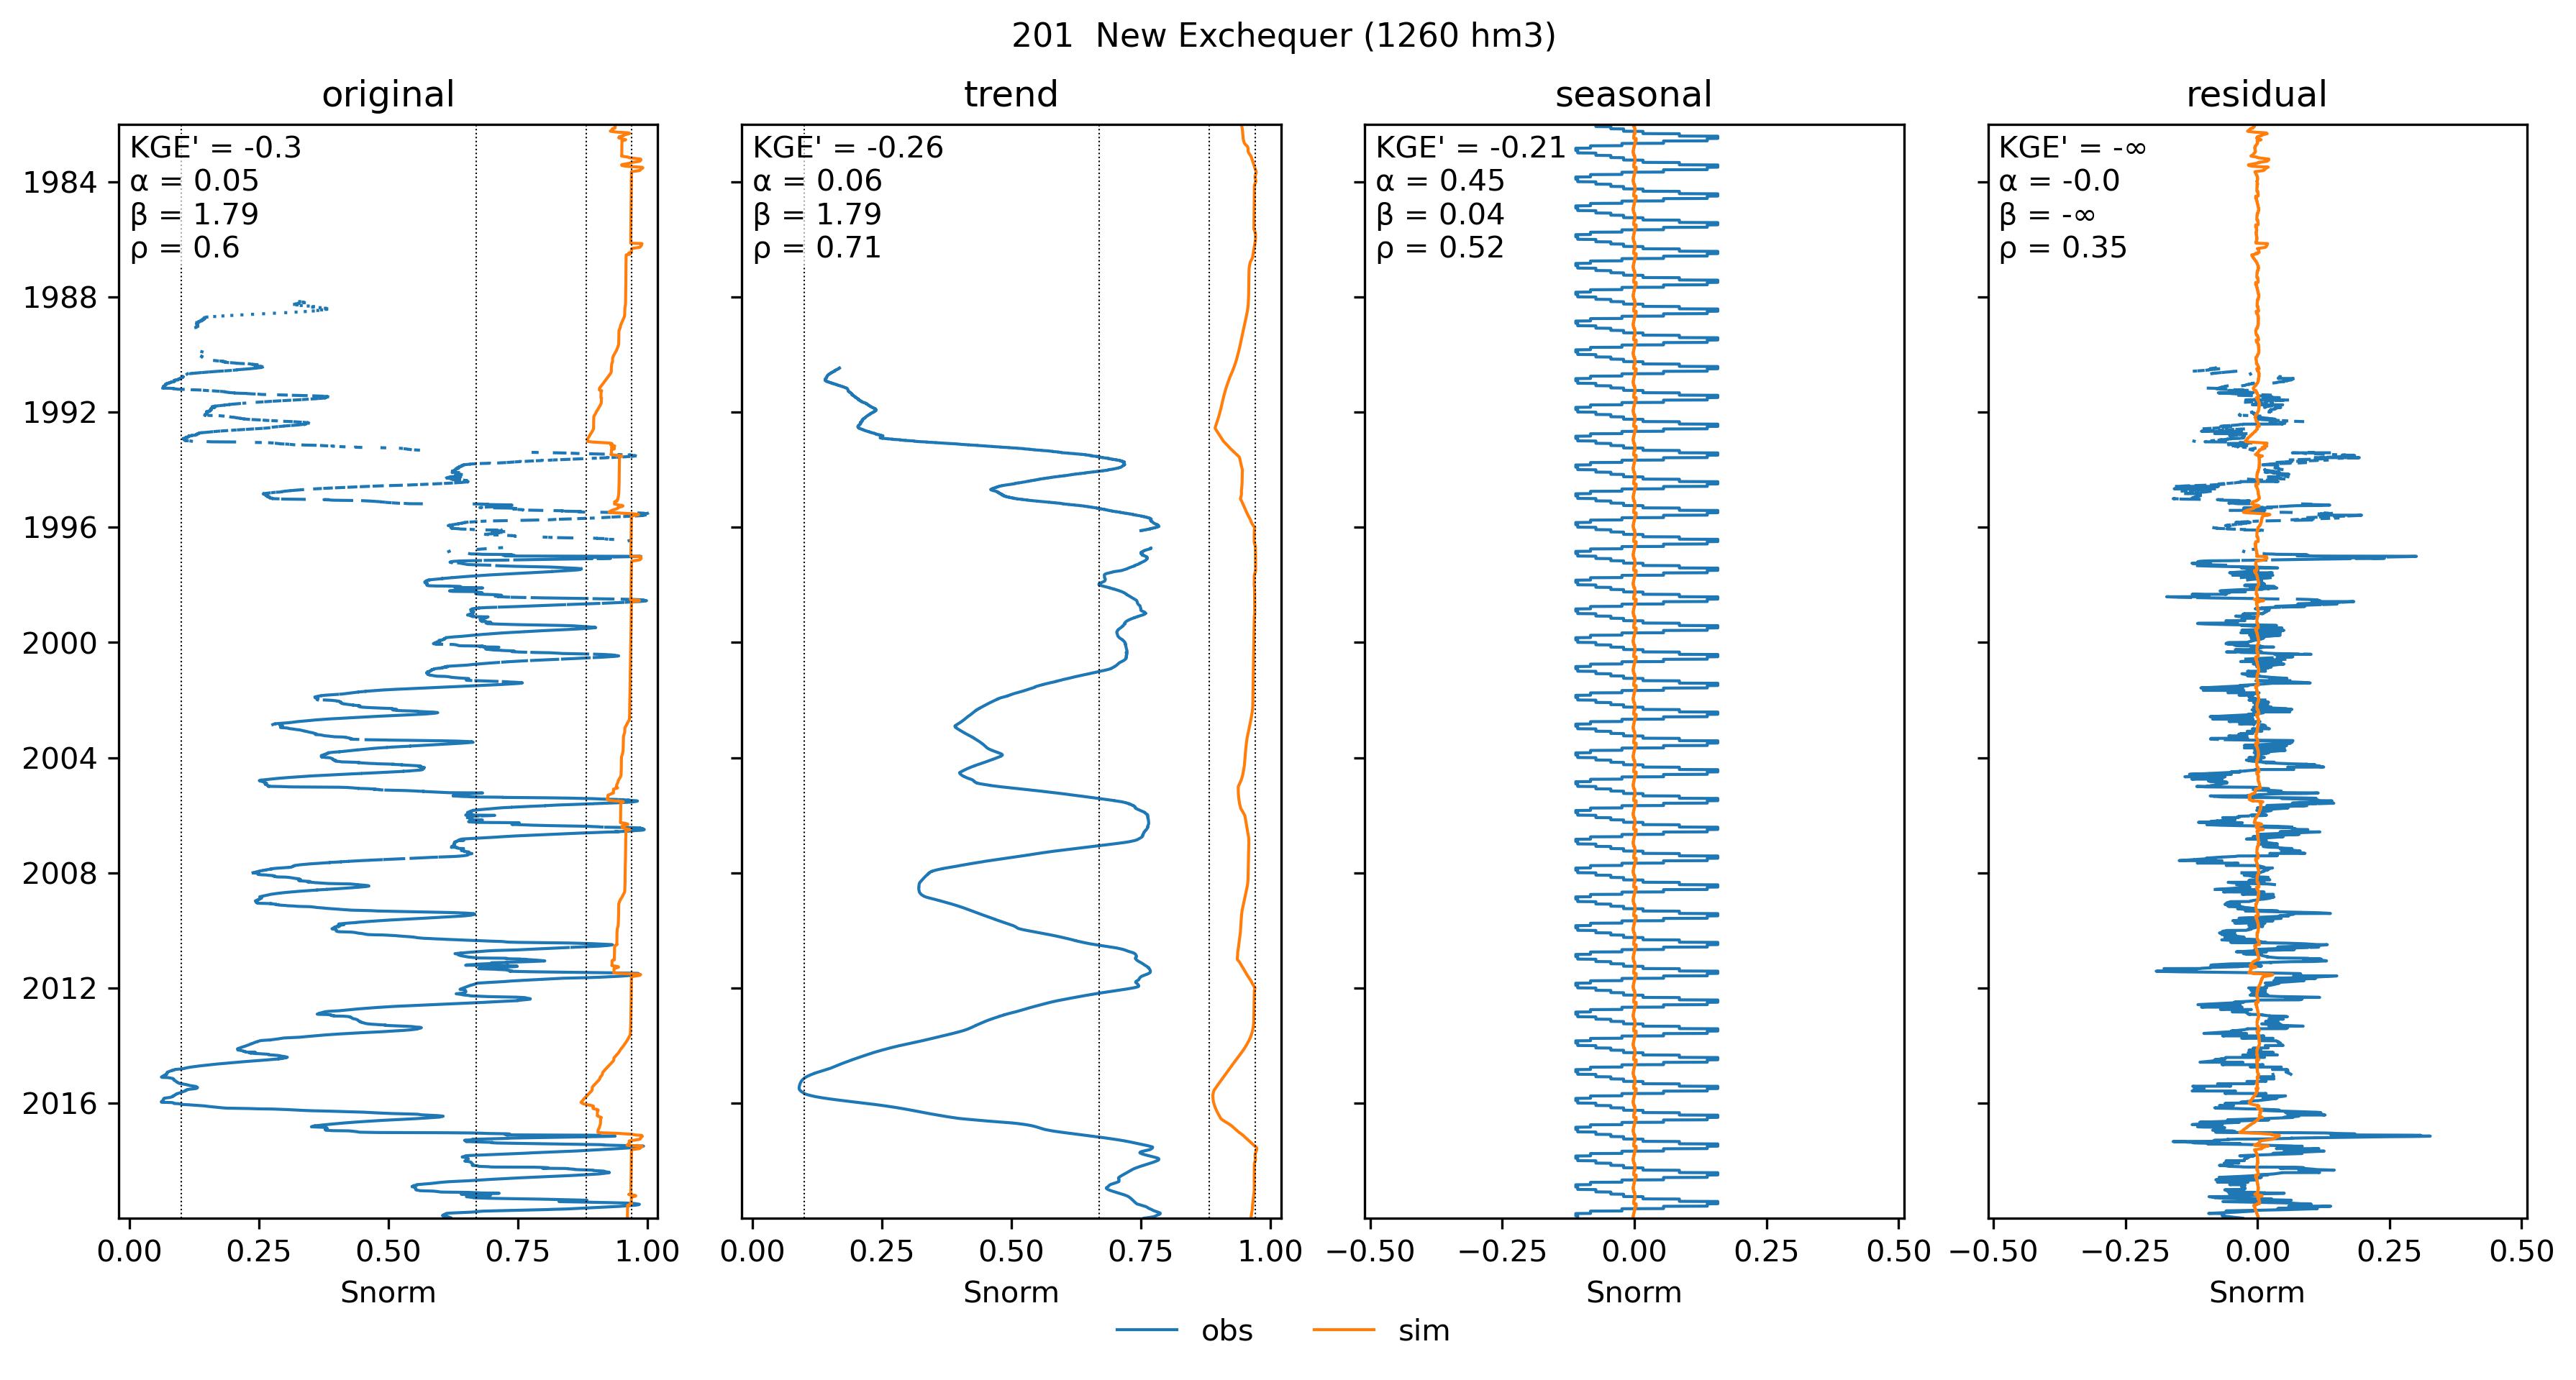 201  New Exchequer (1260 hm3)
original
trend
seasonal
residual
KGE' = -0.3
α = 0.05
β = 1.79
ρ = 0.6
KGE' = -0.26
α = 0.06
β = 1.79
ρ = 0.71
KGE' = -0.21
α = 0.45
β = 0.04
ρ = 0.52
KGE' = -∞
α = -0.0
β = -∞
ρ = 0.35
1984
1988
1992
1996
2000
2004
2008
2012
2016
0.00 0.25 0.50 0.75 1.00
0.00 0.25 0.50 0.75 1.00
−0.50 −0.25 0.00 0.25 0.50
−0.50 −0.25 0.00 0.25 0.50
Snorm
Snorm
Snorm
Snorm
obs
sim